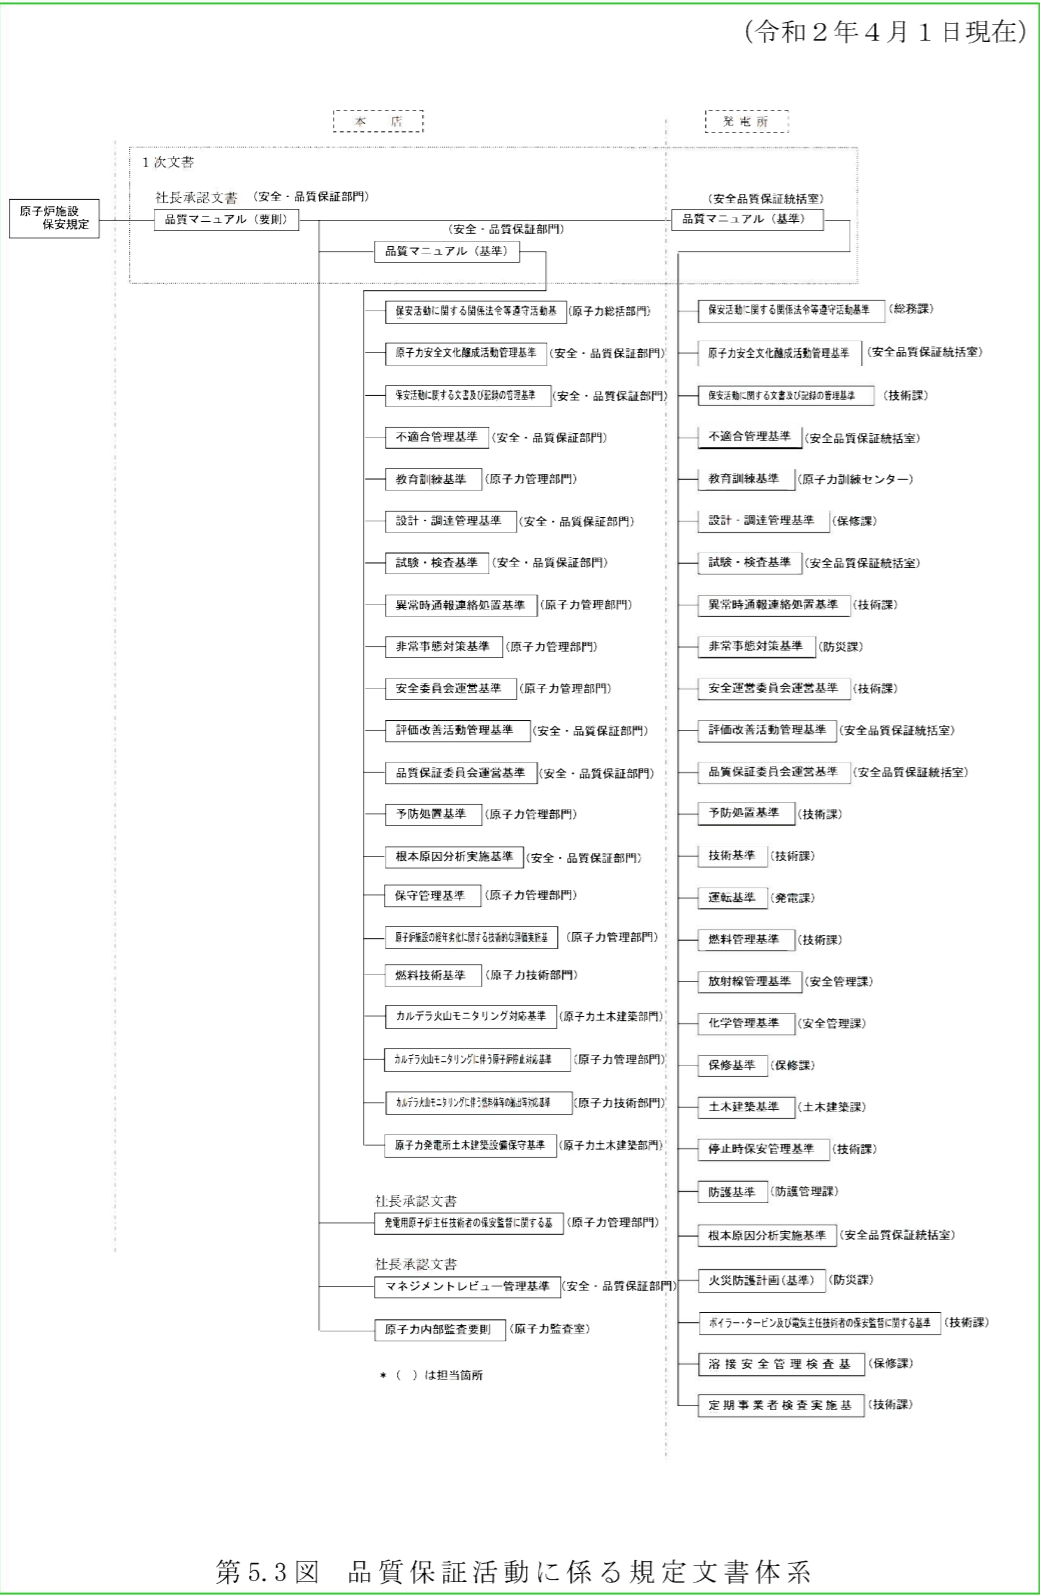 (令和２年４月１日現在)
本　店
発電所
１次文書
社長承認文書 (安全・品質保証部門)
(安全品質保証統括室)
原子炉施設
保安規定
品質マニュアル（要則）
品質マニュアル（基準）
(安全・品質保証部門)
品質マニュアル（基準）
保安活動に関する関係法令等遵守活動基 (原子力総括部門)
原子力安全文化醸成活動管理基準 (安全・品質保証部門)
保安活動に関する文書及び記録の管理基準 (安全・品質保証部門)
不適合管理基準 (安全・品質保証部門)
教育訓練基準 (原子力管理部門)
設計・調達管理基準 (安全・品質保証部門)
試験・検査基準 (安全・品質保証部門)
異常時通報連絡処置基準 (原子力管理部門)
非常事態対策基準 (原子力管理部門)
安全委員会運営基準 (原子力管理部門)
評価改善活動管理基準 (安全・品質保証部門)
品質保証委員会運営基準 (安全・品質保証部門)
予防処置基準 (原子力管理部門)
根本原因分析実施基準 (安全・品質保証部門)
保守管理基準 (原子力管理部門)
原子炉施設の経年劣化に関する技術的な評価実施基 (原子力管理部門)
燃料技術基準 (原子力技術部門)
カルデラ火山モニタリング対応基準 (原子力土木建築部門)
カルデラ火山モニタリングに伴う原子炉停止対応基準 (原子力管理部門)
カルデラ火山モニタリングに伴う燃料体等の搬出等対応基準 (原子力技術部門)
原子力発電所土木建築設備保守基準 (原子力土木建築部門)
社長承認文書
発電用原子炉主任技術者の保安監督に関する基 (原子力管理部門)
社長承認文書
マネジメントレビュー管理基準 (安全・品質保証部門)
原子力内部監査要則 (原子力監査室)
＊（　）は担当箇所
保安活動に関する関係法令等遵守活動基準 (総務課)
原子力安全文化醸成活動管理基準 (安全品質保証統括室)
保安活動に関する文書及び記録の管理基準 (技術課)
不適合管理基準 (安全品質保証統括室)
教育訓練基準 (原子力訓練センター)
設計・調達管理基準 (保修課)
試験・検査基準 (安全品質保証統括室)
異常時通報連絡処置基準 (技術課)
非常事態対策基準 (防災課)
安全運営委員会運営基準 (技術課)
評価改善活動管理基準 (安全品質保証統括室)
品質保証委員会運営基準 (安全品質保証統括室)
予防処置基準 (技術課)
技術基準 (技術課)
運転基準 (発電課)
燃料管理基準 (技術課)
放射線管理基準 (安全管理課)
化学管理基準 (安全管理課)
保修基準 (保修課)
土木建築基準 (土木建築課)
停止時保安管理基準 (技術課)
防護基準 (防護管理課)
根本原因分析実施基準 (安全品質保証統括室)
火災防護計画(基準) (防災課)
ボイラー・タービン及び電気主任技術者の保安監督に関する基準 (技術課)
溶接安全管理検査基 (保修課)
定期事業者検査実施基 (技術課)
第5.3図　品質保証活動に係る規定文書体系